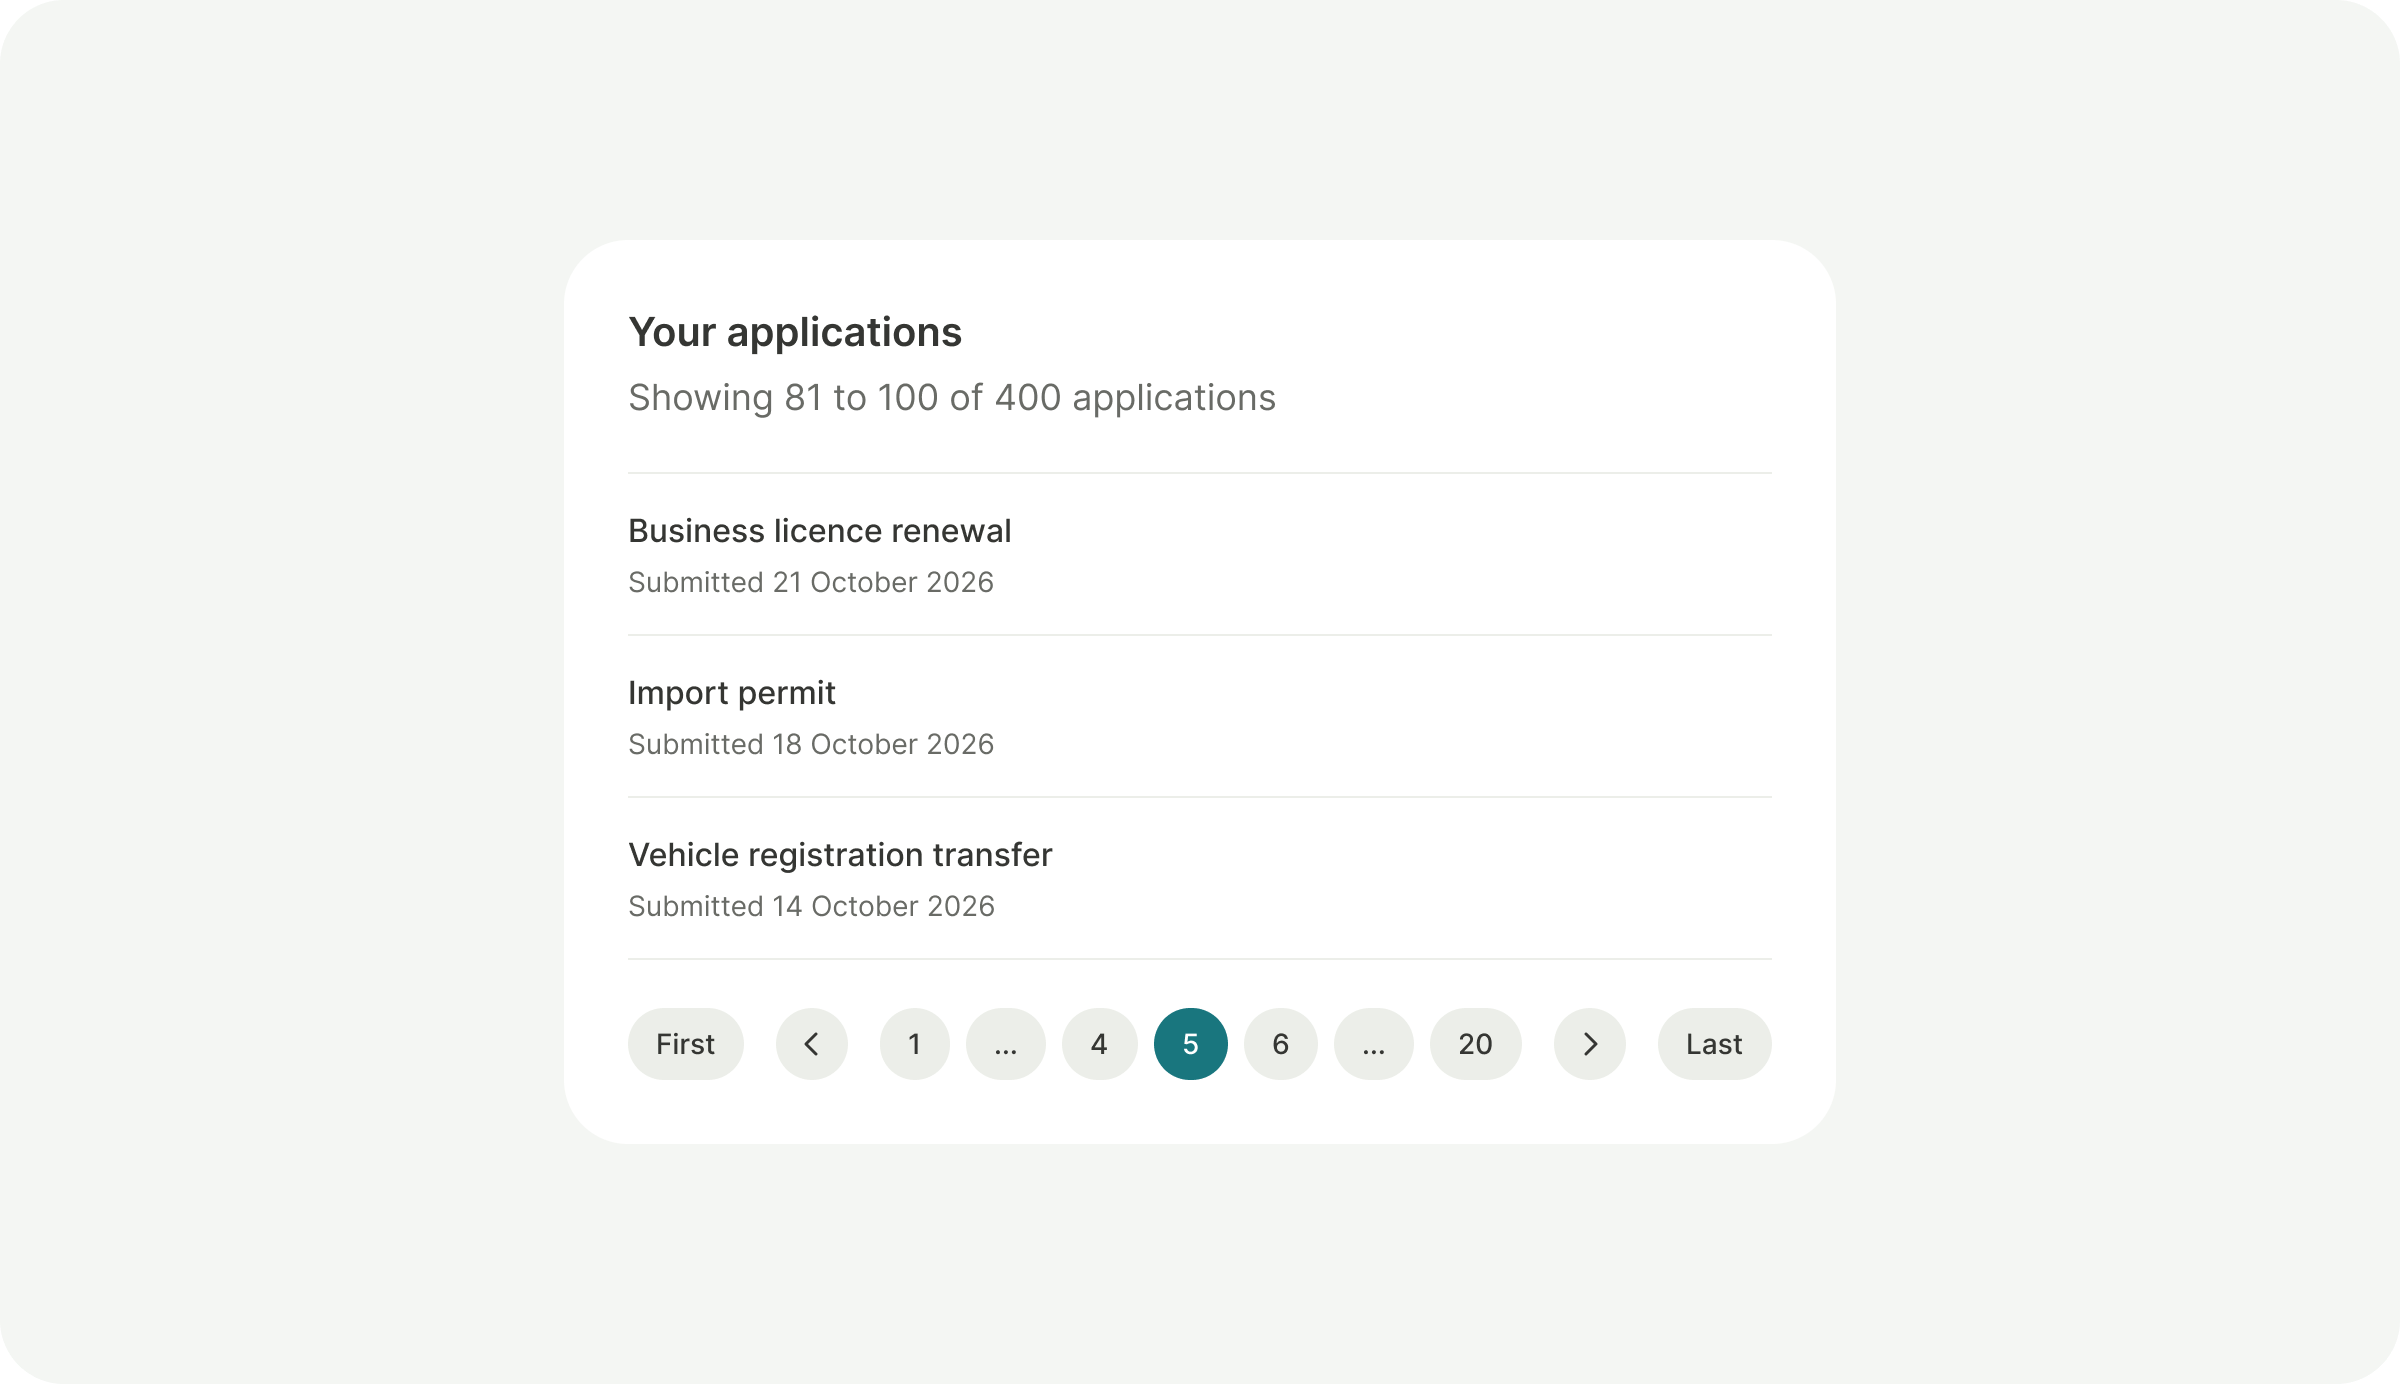 Your applications
Showing 81 to 100 of 400 applications
Business licence renewal
Submitted 21 October 2026
Import permit
Submitted 18 October 2026
Vehicle registration transfer
Submitted 14 October 2026
First 1 ... 4 5 6 ... 20 Last